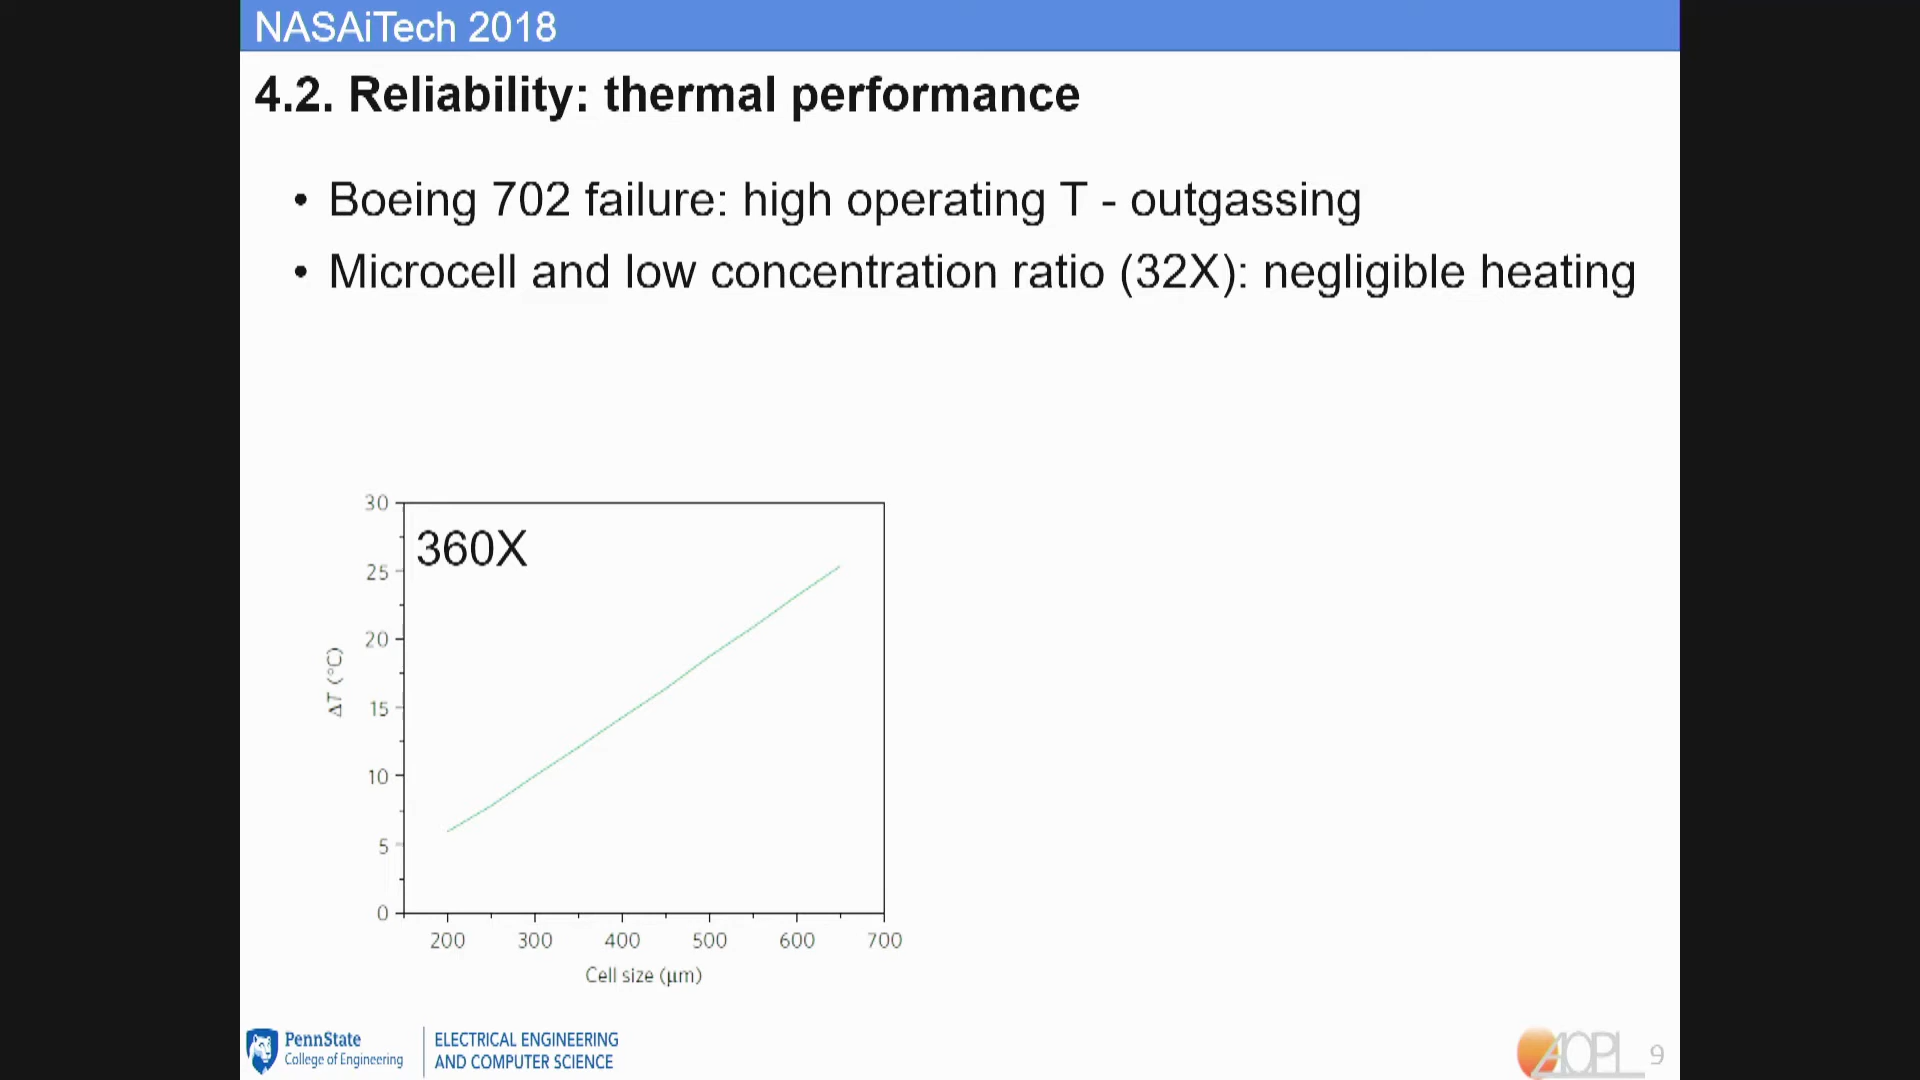 NASAiTech 2018
4.2. Reliability: thermal performance
• Boeing 702 failure: high operating T - outgassing
• Microcell and low concentration ratio (32X): negligible heating
30
360X
25
20
ΔT (°C)
15
10
5
0
200 300 400 500 600 700
Cell size (µm)
PennState
College of Engineering
ELECTRICAL ENGINEERING
AND COMPUTER SCIENCE
AOPL
9